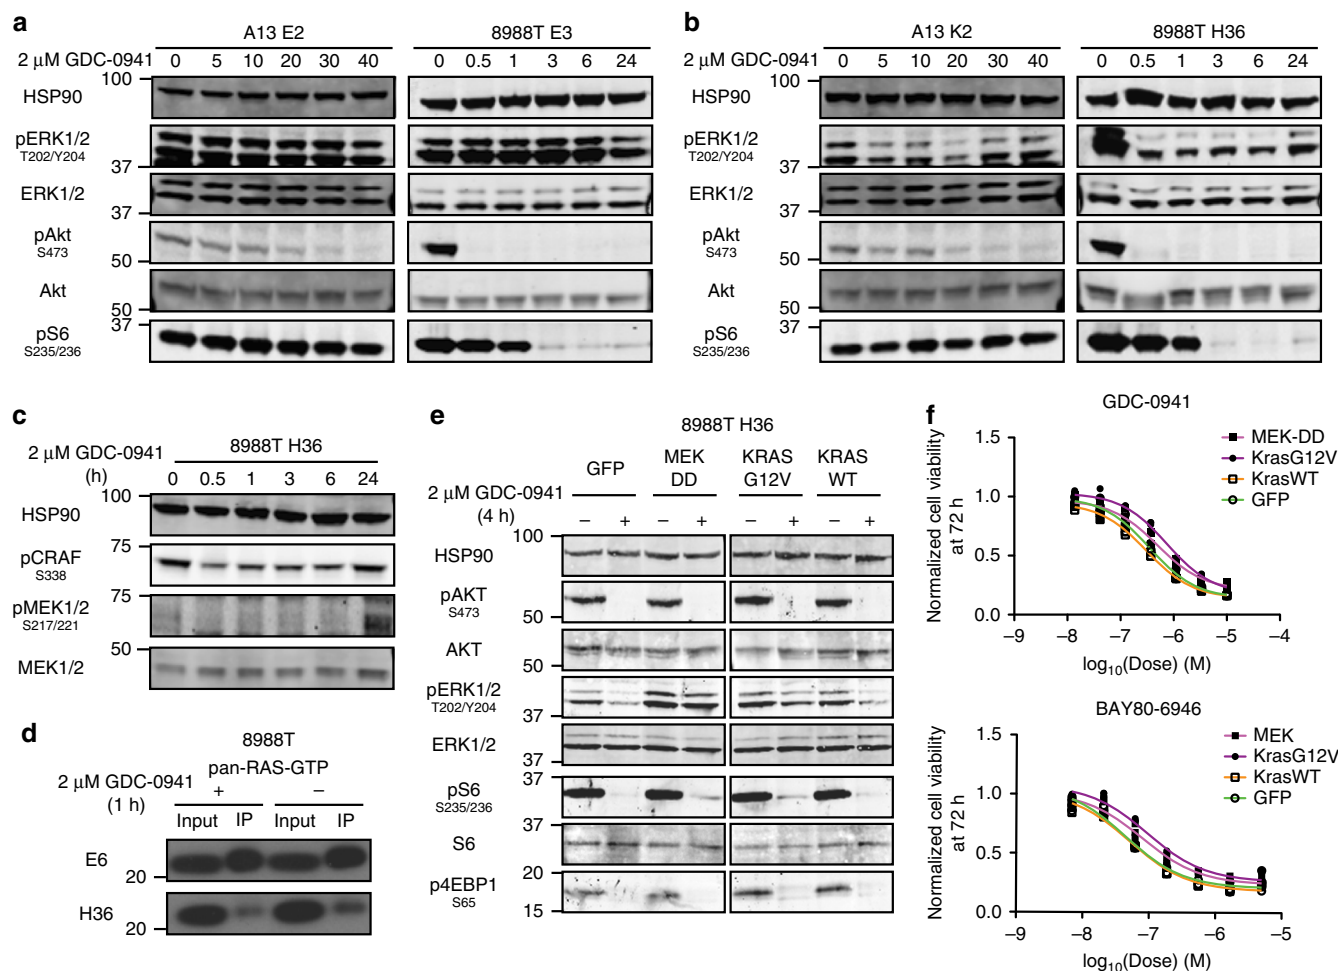 a
A13 E2
8988T E3
2 μM GDC-0941 0 5 10 20 30 40 0 0.5 1 3 6 24
100
HSP90
pERK1/2
T202/Y204
37
ERK1/2
37
pAkt
S473
50
Akt
50
37
pS6
S235/236
b
A13 K2
8988T H36
2 μM GDC-0941 0 5 10 20 30 40 0 0.5 1 3 6 24
100
HSP90
pERK1/2
T202/Y204
37
ERK1/2
37
pAkt
S473
50
Akt
50
37
pS6
S235/236
c
8988T H36
2 μM GDC-0941
(h) 0 0.5 1 3 6 24
100
HSP90
75
pCRAF
S338
75
pMEK1/2
S217/221
50
MEK1/2
d
8988T
pan-RAS-GTP
2 μM GDC-0941
(1 h) + –
Input IP Input IP
E6
20
H36
20
e
8988T H36
GFP MEK DD KRAS G12V KRAS WT
2 μM GDC-0941
(4 h) – + – + – + – +
100
HSP90
pAKT
S473
50
AKT
50
pERK1/2
T202/Y204
37
ERK1/2
37
37
pS6
S235/236
37
S6
20
p4EBP1
S65
15
f
GDC-0941
Normalized cell viability
at 72 h
1.5
1.0
0.5
0.0
–9 –8 –7 –6 –5 –4
log10(Dose) (M)
MEK-DD
KrasG12V
KrasWT
GFP
BAY80-6946
Normalized cell viability
at 72 h
1.5
1.0
0.5
0.0
–9 –8 –7 –6 –5
log10(Dose) (M)
MEK
KrasG12V
KrasWT
GFP